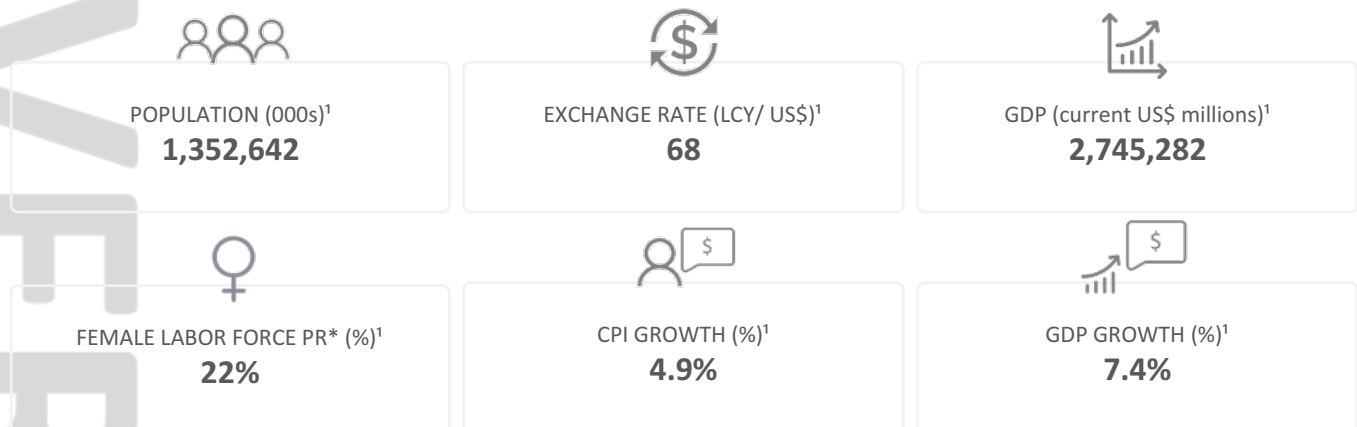 POPULATION (000s)¹
1,352,642
EXCHANGE RATE (LCY/ US$)¹
68
GDP (current US$ millions)¹
2,745,282
FEMALE LABOR FORCE PR* (%)¹
22%
CPI GROWTH (%)¹
4.9%
GDP GROWTH (%)¹
7.4%